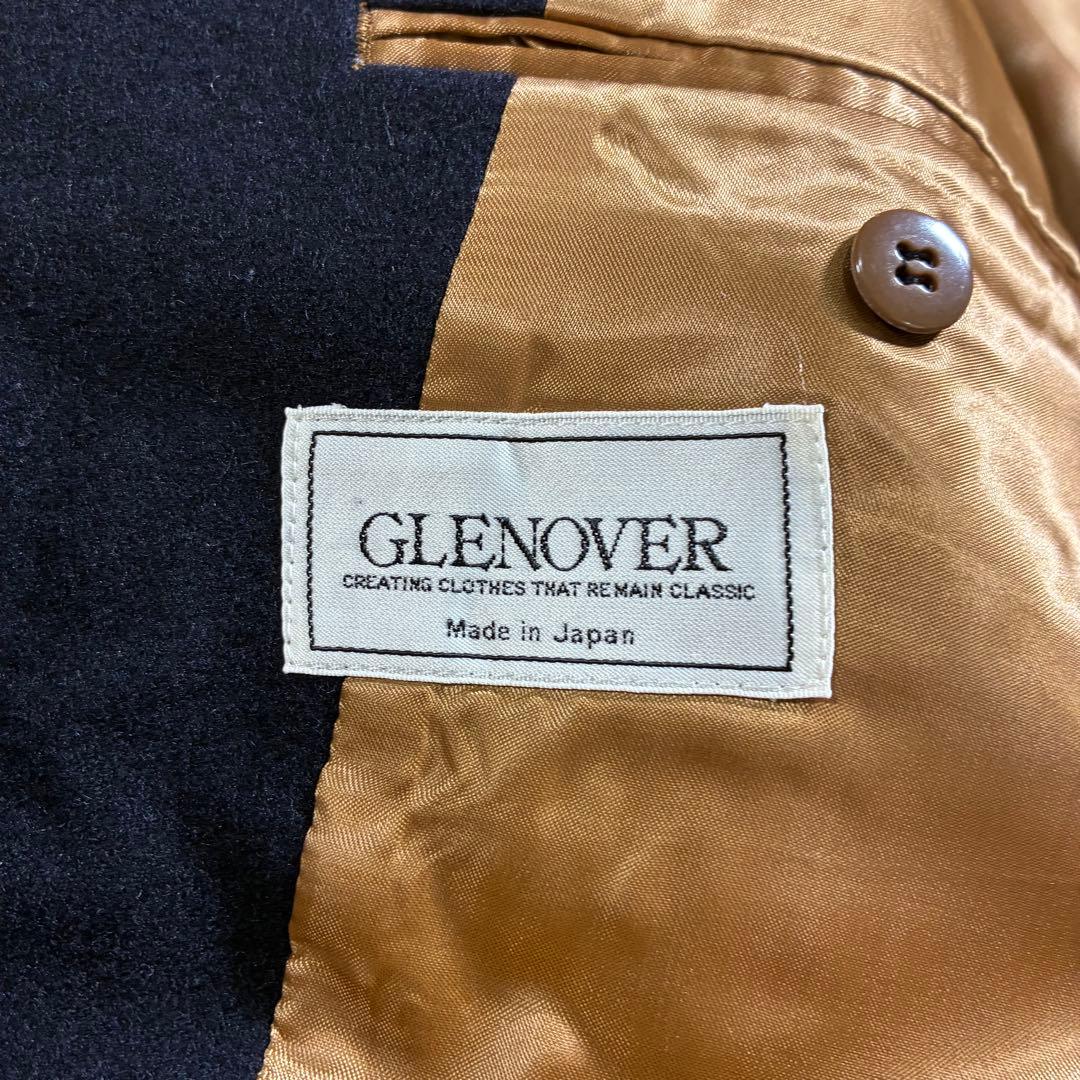 GLENOVER
CREATING CLOTHES THAT REMAIN CLASSIC
Made in Japan